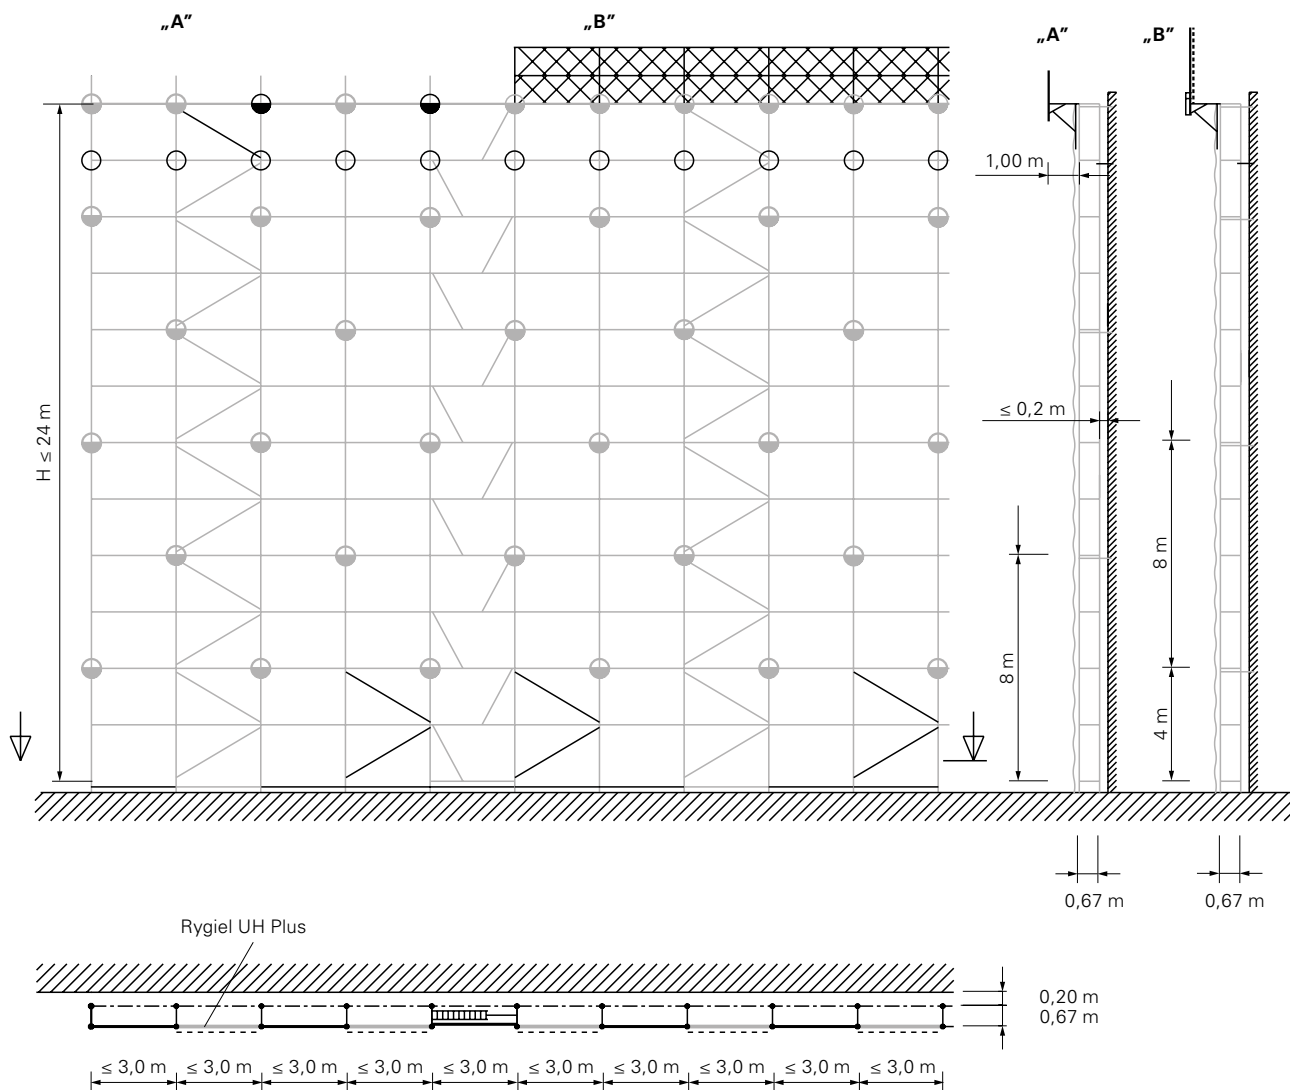 „A”
„B”
„A”
„B”
1,00 m
≤ 0,2 m
H ≤ 24 m
8 m
8 m
4 m
0,67 m
0,67 m
Rygiel UH Plus
0,20 m
0,67 m
≤ 3,0 m
≤ 3,0 m
≤ 3,0 m
≤ 3,0 m
≤ 3,0 m
≤ 3,0 m
≤ 3,0 m
≤ 3,0 m
≤ 3,0 m
≤ 3,0 m